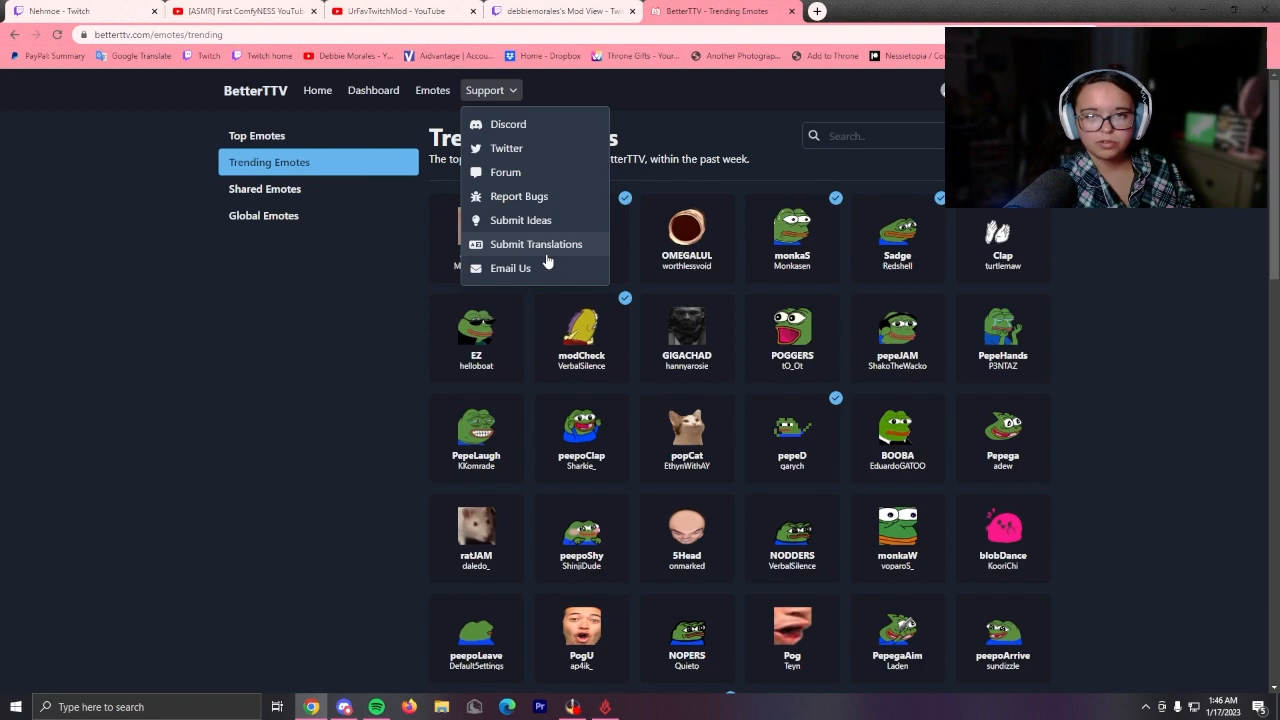 Nehmoe - Twitch
[ASMR] First ComfyNESS YouTu
UrFavTwitchMod - YouTube
debbiemorales's Mod View - Twit
BetterTTV - Trending Emotes
betterttv.com/emotes/trending
PayPal Summary
Google Translate
Twitch
Twitch home
Debbie Morales - Y...
Aidvantage | Accou...
Home - Dropbox
Throne Gifts - Wong...
Another Photograp...
Add to Throne
Nessietopia / Con
BetterTTV
Home
Dashboard
Emotes
Support
Discord
Twitter
Forum
Report Bugs
Submit Ideas
Submit Translations
Email Us
Top Emotes
Trending Emotes
Shared Emotes
Global Emotes
Tre
s
The top
etterTTV, within the past week.
Search..
M
OMEGALUL
worthlessvoid
monkaS
Monkasen
Sadge
Redshell
Clap
turtlemaw
EZ
helloboat
modCheck
VerbalSilence
GIGACHAD
hannyarosie
POGGERS
tO_Ot
pepeJAM
ShakoTheWacko
PepeHands
P3NTAZ
PepeLaugh
KKomrade
peepoClap
Sharkie_
popCat
EthynWithAY
pepeD
garych
BOOBA
EduardoGATOO
Pepega
adew
ratJAM
daledo_
peepoShy
ShinjiDude
5Head
onmarked
NODDERS
VerbalSilence
monkaW
voparoS_
blobDance
KooriChi
peepoLeave
DefaultSettings
PogU
ap4ik_
NOPERS
Quieto
Pog
Teyn
PepegaAim
Laden
peepoArrive
sundizzle
Type here to search
1:46 AM
1/17/2023